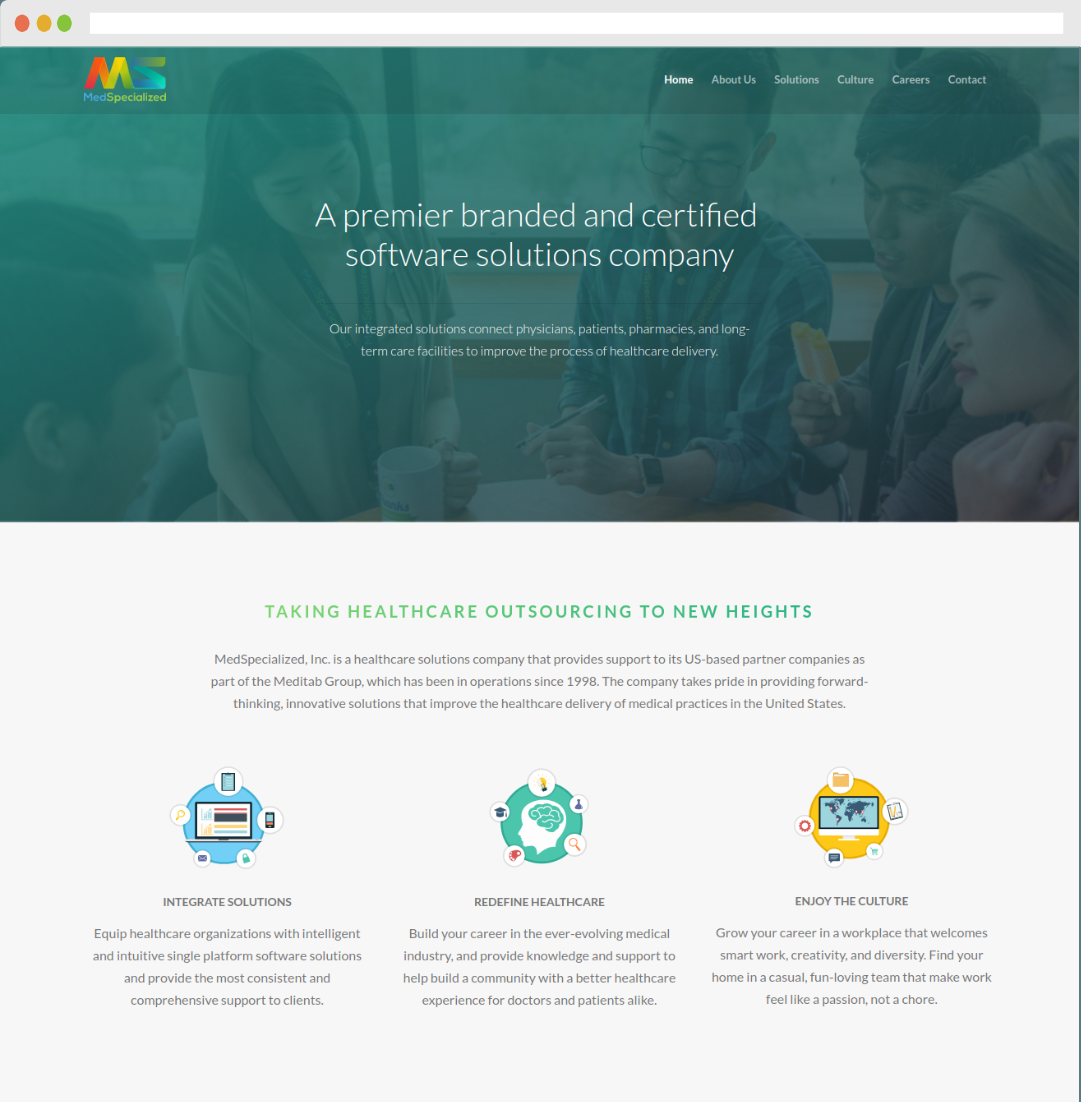 MS
MedSpecialized
Home About Us Solutions Culture Careers Contact
A premier branded and certified
software solutions company
Our integrated solutions connect physicians, patients, pharmacies, and long-
term care facilities to improve the process of healthcare delivery.
TAKING HEALTHCARE OUTSOURCING TO NEW HEIGHTS
MedSpecialized, Inc. is a healthcare solutions company that provides support to its US-based partner companies as
part of the Meditab Group, which has been in operations since 1998. The company takes pride in providing forward-
thinking, innovative solutions that improve the healthcare delivery of medical practices in the United States.
INTEGRATE SOLUTIONS
Equip healthcare organizations with intelligent
and intuitive single platform software solutions
and provide the most consistent and
comprehensive support to clients.
REDEFINE HEALTHCARE
Build your career in the ever-evolving medical
industry, and provide knowledge and support to
help build a community with a better healthcare
experience for doctors and patients alike.
ENJOY THE CULTURE
Grow your career in a workplace that welcomes
smart work, creativity, and diversity. Find your
home in a casual, fun-loving team that make work
feel like a passion, not a chore.